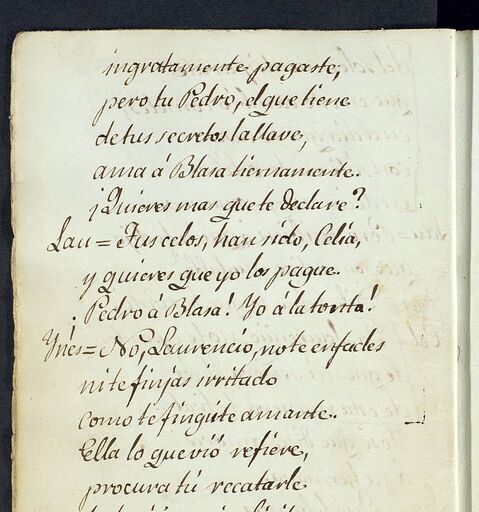 ingratamente pagaste,
pero tu Pedro, el que tiene
de tus secretos la llave,
ama á Blasa tiernamente.
¿Quieres mas que te declare?
Lau = Tus celos, han sido, Celia,
y quieres que yo los pague.
¡Pedro á Blasa! Yo á la tonta!
Ynés = No, Laurencio, no te enfades
ni te finjas irritado
como te fingiste amante.
Ella lo que vió refiere,
procura tú recatarle